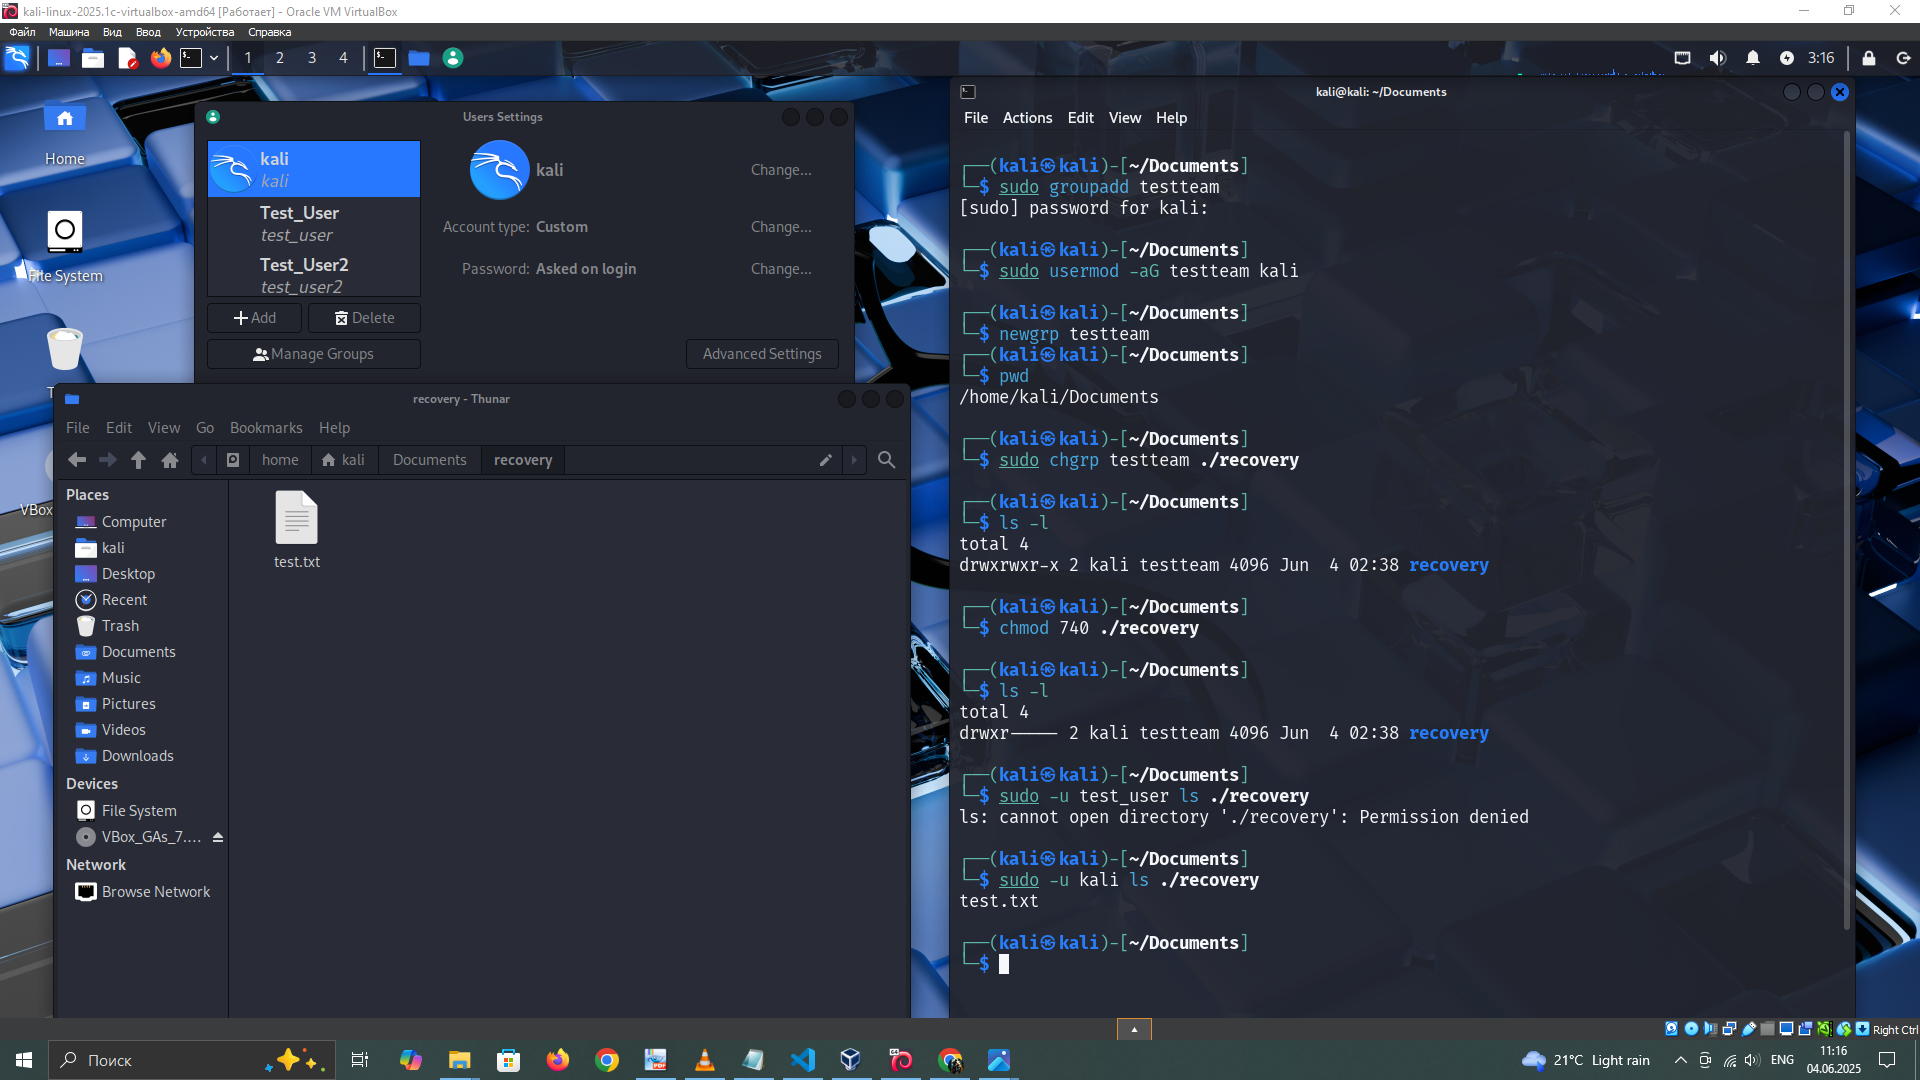 kali-linux-2025.1c-virtualbox-amd64 [Работает] - Oracle VM VirtualBox
Файл Машина Вид Ввод Устройства Справка
1 2 3 4
3:16
Home
File System
Users Settings
kali
kali
Test_User
test_user
Test_User2
test_user2
Add Delete
Manage Groups
kali Change...
Account type: Custom Change...
Password: Asked on login Change...
Advanced Settings
recovery - Thunar
File Edit View Go Bookmarks Help
home kali Documents recovery
Places
Computer
kali
Desktop
Recent
Trash
Documents
Music
Pictures
Videos
Downloads
Devices
File System
VBox_GAs_7....
Network
Browse Network
test.txt
kali@kali: ~/Documents
File Actions Edit View Help
┌──(kali㉿kali)-[~/Documents]
└─$ sudo groupadd testteam
[sudo] password for kali:
┌──(kali㉿kali)-[~/Documents]
└─$ sudo usermod -aG testteam kali
┌──(kali㉿kali)-[~/Documents]
└─$ newgrp testteam
┌──(kali㉿kali)-[~/Documents]
└─$ pwd
/home/kali/Documents
┌──(kali㉿kali)-[~/Documents]
└─$ sudo chgrp testteam ./recovery
┌──(kali㉿kali)-[~/Documents]
└─$ ls -l
total 4
drwxrwxr-x 2 kali testteam 4096 Jun  4 02:38 recovery
┌──(kali㉿kali)-[~/Documents]
└─$ chmod 740 ./recovery
┌──(kali㉿kali)-[~/Documents]
└─$ ls -l
total 4
drwxr----- 2 kali testteam 4096 Jun  4 02:38 recovery
┌──(kali㉿kali)-[~/Documents]
└─$ sudo -u test_user ls ./recovery
ls: cannot open directory './recovery': Permission denied
┌──(kali㉿kali)-[~/Documents]
└─$ sudo -u kali ls ./recovery
test.txt
┌──(kali㉿kali)-[~/Documents]
└─$
Right Ctrl
Поиск
21°C Light rain
ENG
11:16
04.06.2025